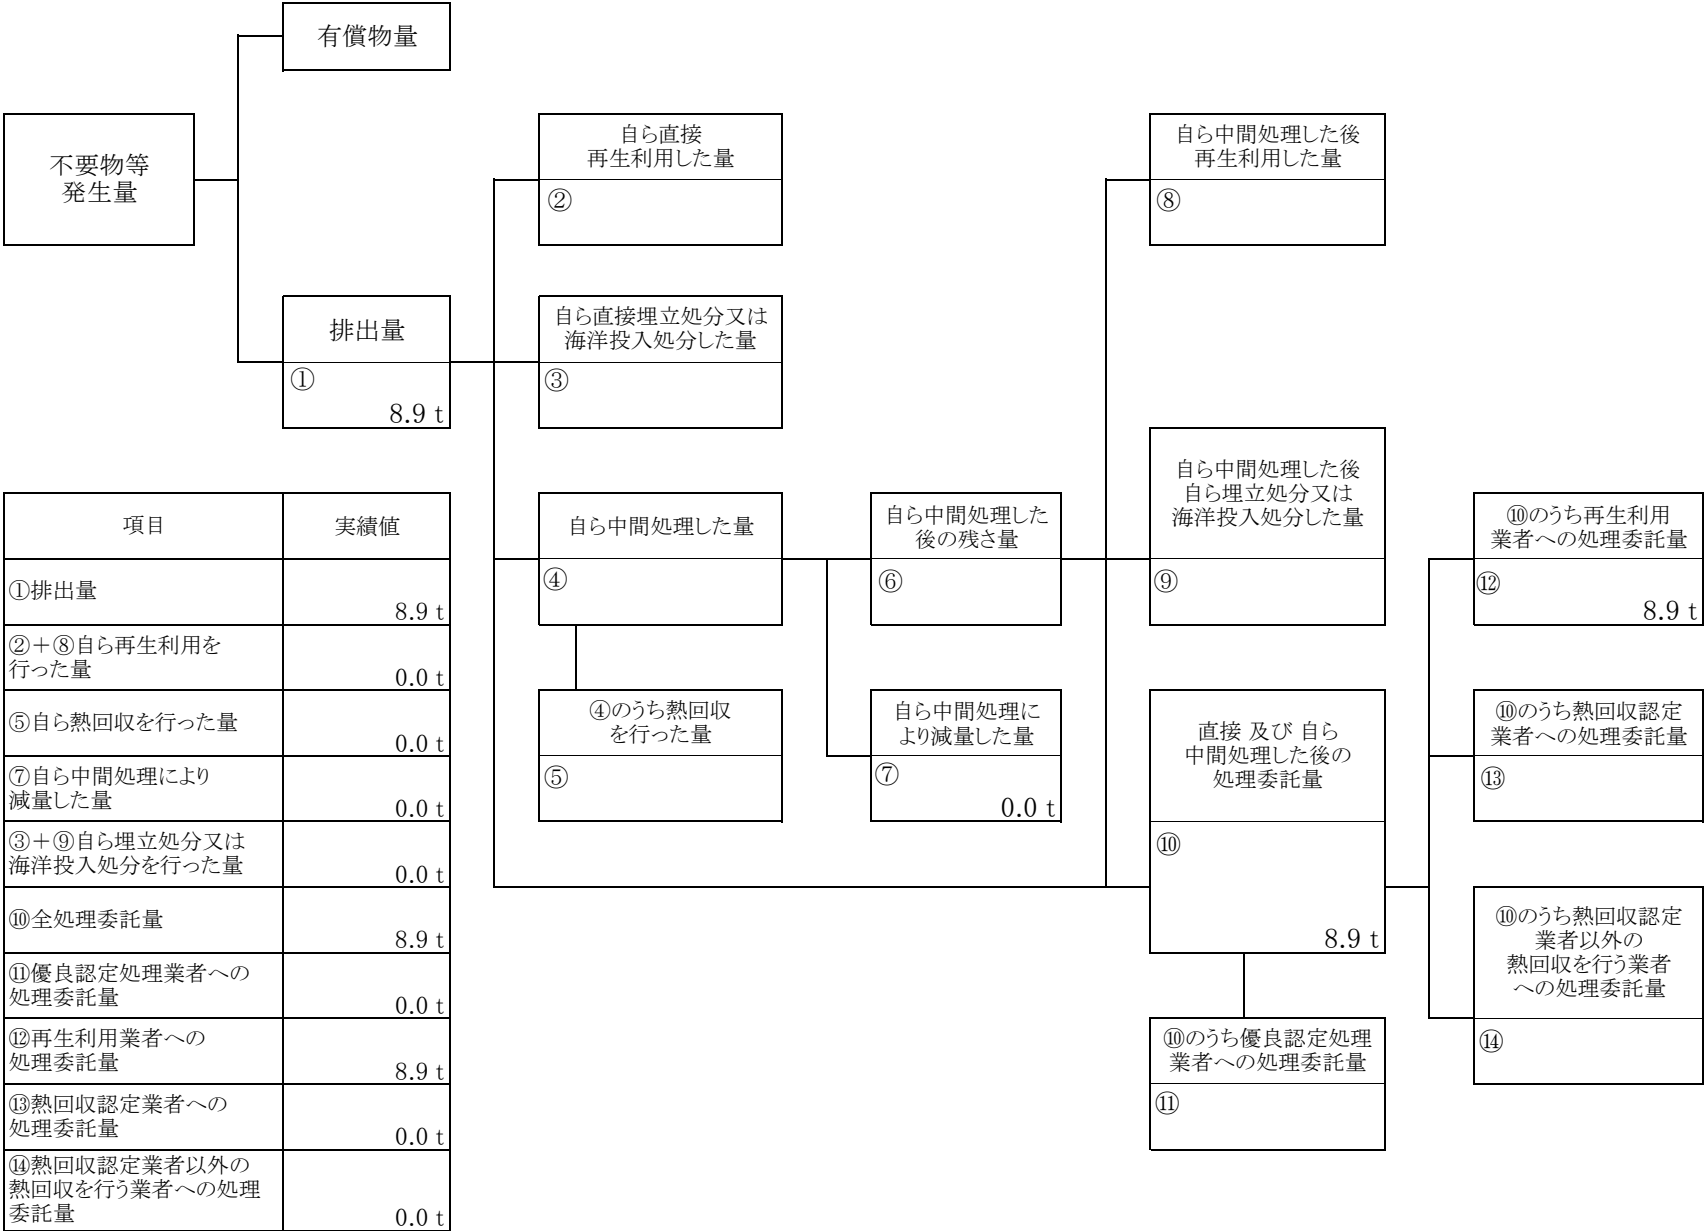 有償物量
不要物等
発生量
自ら直接
再生利用した量
②
自ら中間処理した後
再生利用した量
⑧
排出量
①
8.9 t
自ら直接埋立処分又は
海洋投入処分した量
③
自ら中間処理した量
④
自ら中間処理した
後の残さ量
⑥
自ら中間処理した後
自ら埋立処分又は
海洋投入処分した量
⑨
⑩のうち再生利用
業者への処理委託量
⑫
8.9 t
④のうち熱回収
を行った量
⑤
自ら中間処理に
より減量した量
⑦
0.0 t
直接 及び 自ら
中間処理した後の
処理委託量
⑩
8.9 t
⑩のうち熱回収認定
業者への処理委託量
⑬
⑩のうち熱回収認定
業者以外の
熱回収を行う業者
への処理委託量
⑭
⑩のうち優良認定処理
業者への処理委託量
⑪
項目 実績値
①排出量
8.9 t
②＋⑧自ら再生利用を
行った量
0.0 t
⑤自ら熱回収を行った量
0.0 t
⑦自ら中間処理により
減量した量
0.0 t
③＋⑨自ら埋立処分又は
海洋投入処分を行った量
0.0 t
⑩全処理委託量
8.9 t
⑪優良認定処理業者への
処理委託量
0.0 t
⑫再生利用業者への
処理委託量
8.9 t
⑬熱回収認定業者への
処理委託量
0.0 t
⑭熱回収認定業者以外の
熱回収を行う業者への処理
委託量
0.0 t